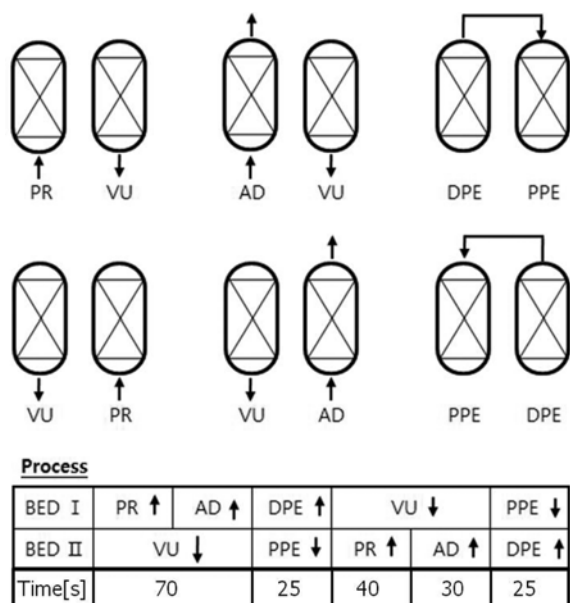 PR VU AD VU DPE PPE
VU PR VU AD PPE DPE
Process
BED I PR ↑ AD ↑ DPE ↑ VU ↓ PPE ↓
BED II VU ↓ PPE ↓ PR ↑ AD ↑ DPE ↑
Time[s] 70 25 40 30 25